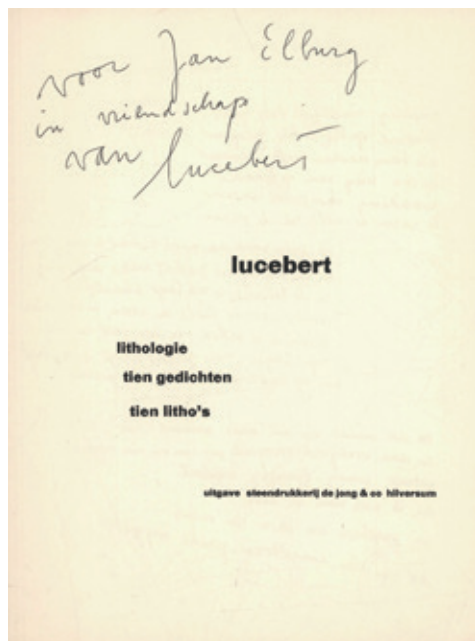 voor Jan Elburg
in vriendschap
van lucebert
lucebert
lithologie
tien gedichten
tien litho's
uitgave steendrukkerij de jong & co hilversum